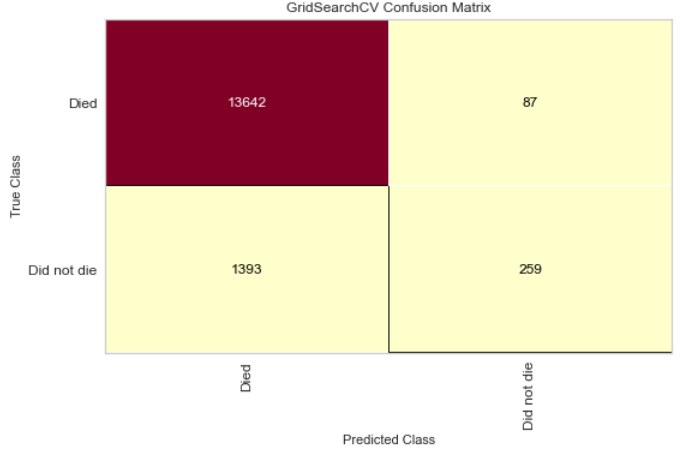 GridSearchCV Confusion Matrix
Died
13642
87
True Class
Did not die
1393
259
Died
Did not die
Predicted Class